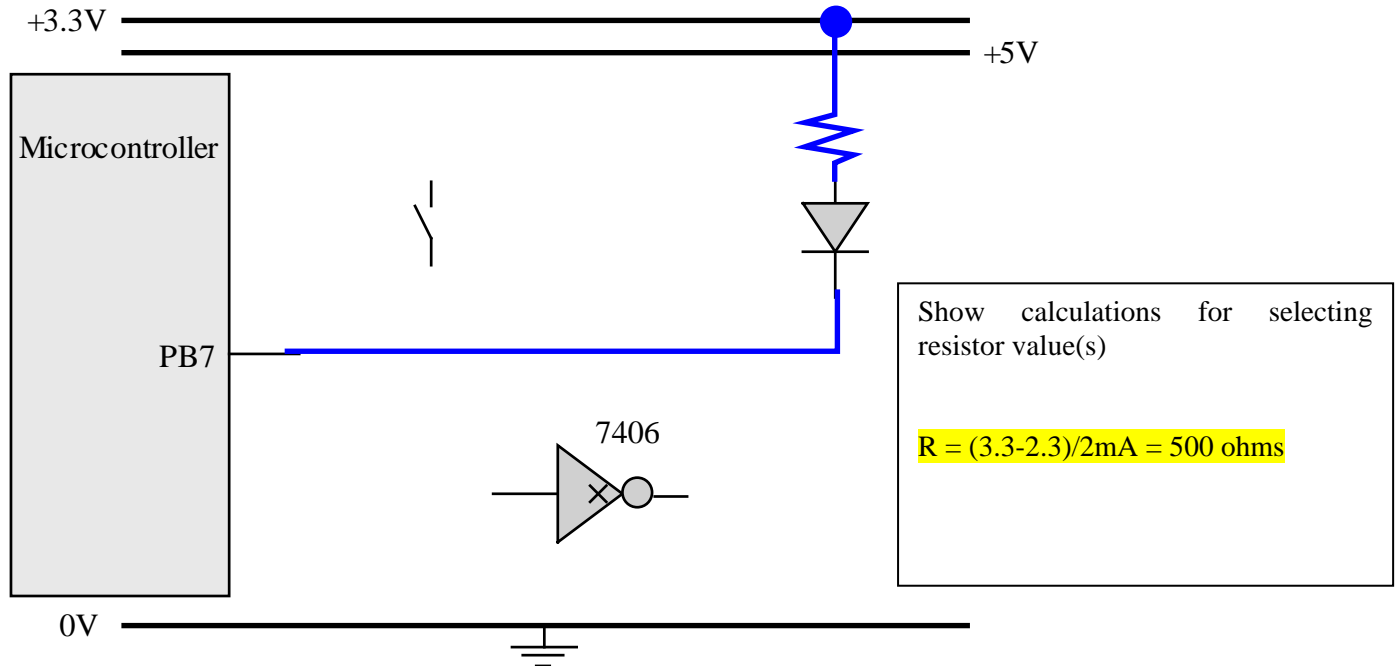 +3.3V
+5V
Microcontroller
PB7
Show calculations for selecting
resistor value(s)
R = (3.3-2.3)/2mA = 500 ohms
7406
0V